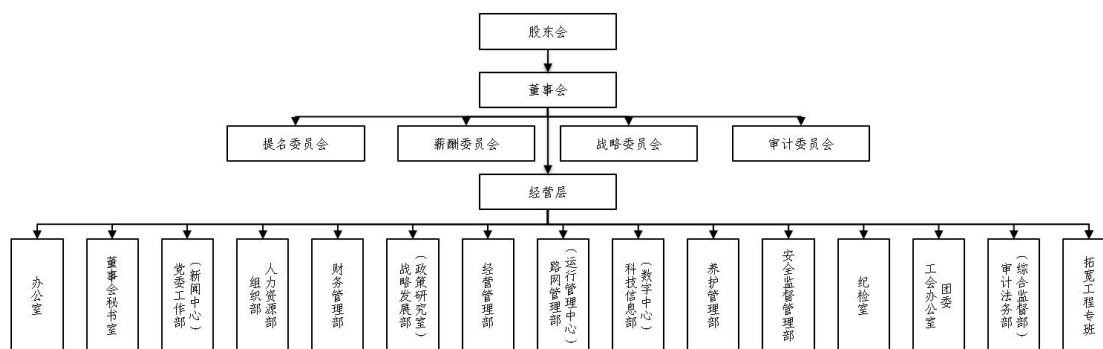 股东会
董事会
提名委员会
薪酬委员会
战略委员会
审计委员会
经营层
办公室
董事会秘书室
党委工作部
（新闻中心）
组织部
人力资源部
财务管理部
战略发展部
（政策研究室）
经营管理部
路网管理部
（运行管理中心）
科技信息部
（数字中心）
养护管理部
安全监督管理部
纪检室
工会办公室
团委
审计法务部
（综合监督部）
拓宽工程专班